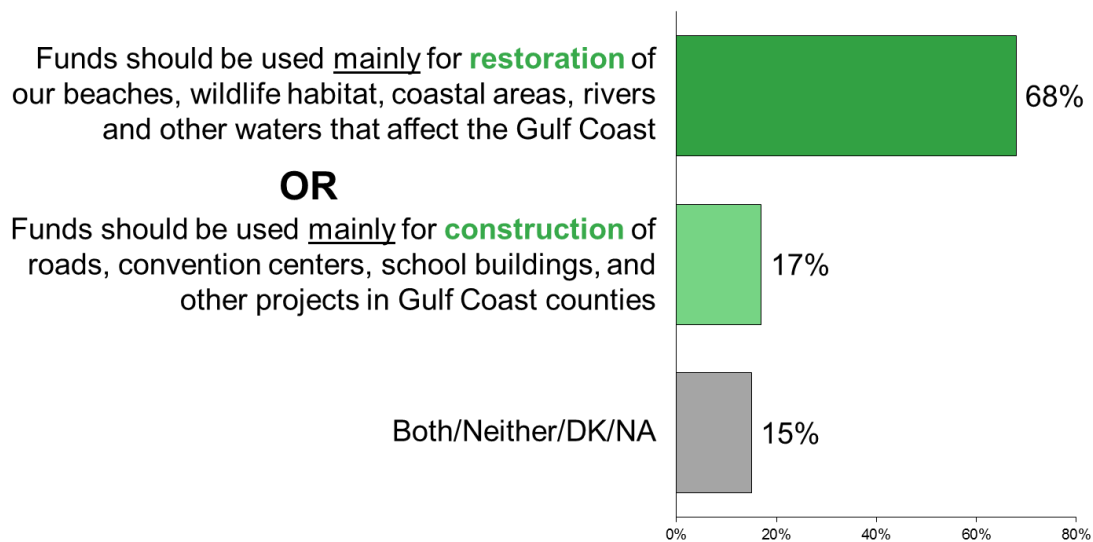 Funds should be used mainly for restoration of
our beaches, wildlife habitat, coastal areas, rivers
and other waters that affect the Gulf Coast
68%
OR
Funds should be used mainly for construction of
roads, convention centers, school buildings, and
other projects in Gulf Coast counties
17%
Both/Neither/DK/NA
15%
0% 20% 40% 60% 80%